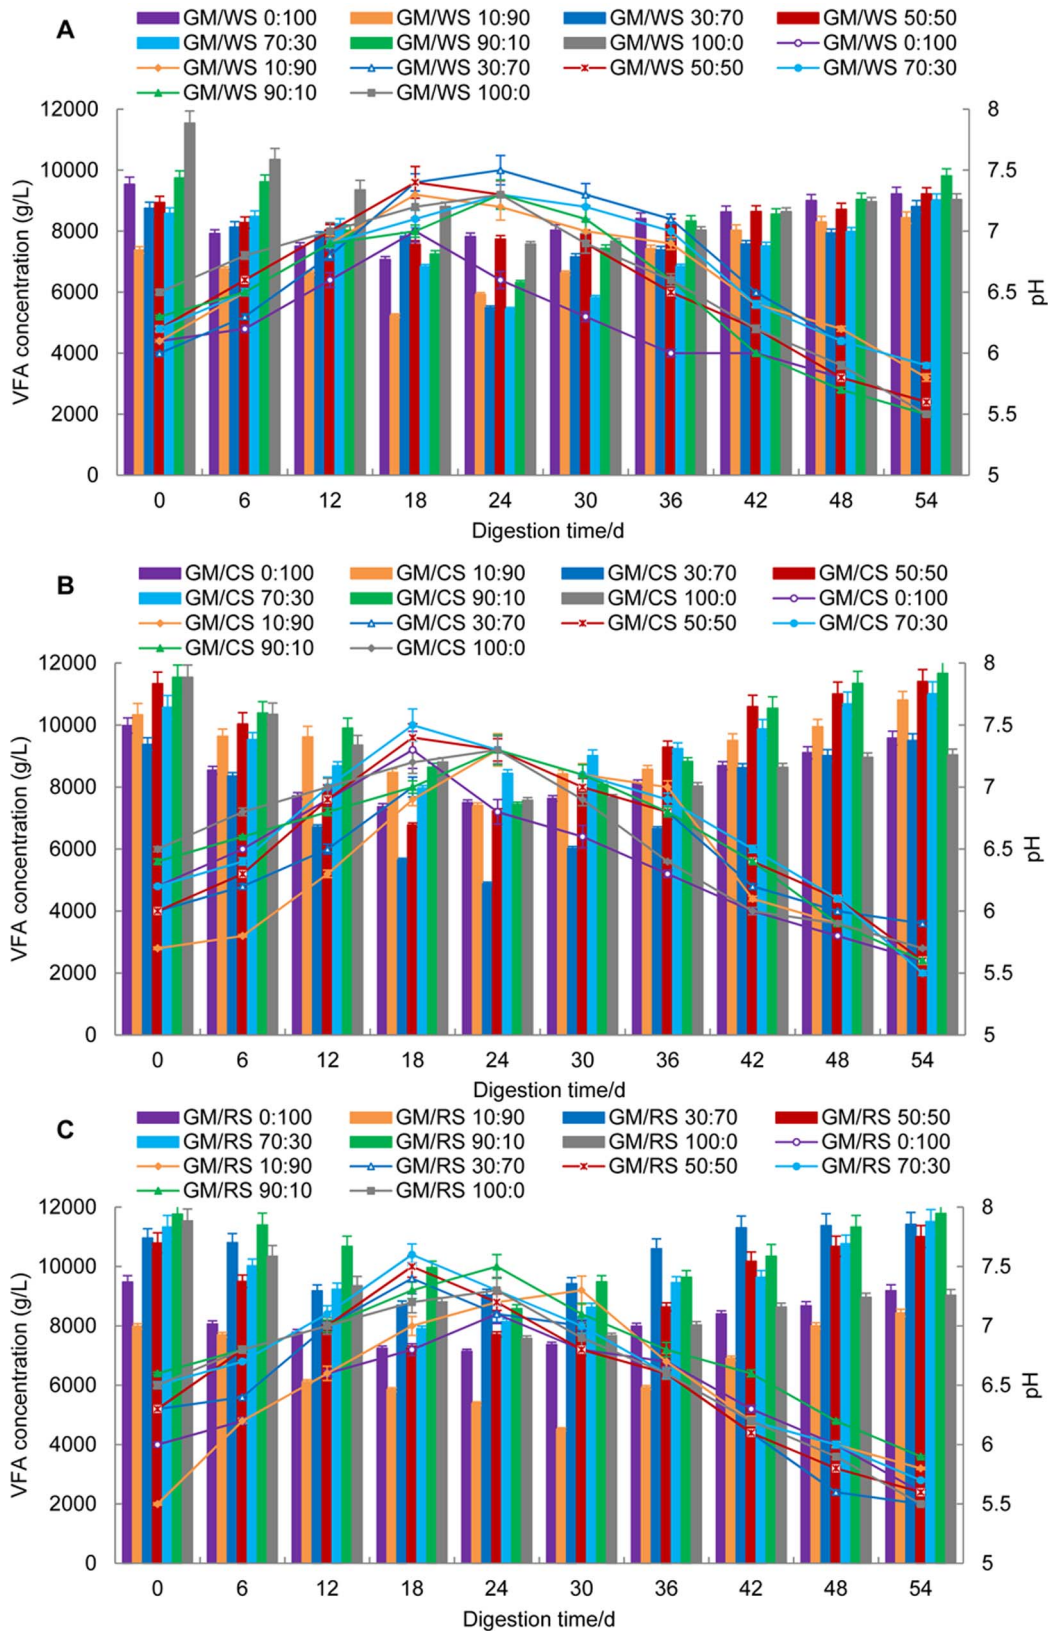 A
GM/WS 0:100 GM/WS 10:90 GM/WS 30:70 GM/WS 50:50
GM/WS 70:30 GM/WS 90:10 GM/WS 100:0 GM/WS 0:100
GM/WS 10:90 GM/WS 30:70 GM/WS 50:50 GM/WS 70:30
GM/WS 90:10 GM/WS 100:0
12000 8
10000 7.5
8000 7
6000 6.5
4000 6
2000 5.5
0 5
VFA concentration (g/L)
pH
0 6 12 18 24 30 36 42 48 54
Digestion time/d
B
GM/CS 0:100 GM/CS 10:90 GM/CS 30:70 GM/CS 50:50
GM/CS 70:30 GM/CS 90:10 GM/CS 100:0 GM/CS 0:100
GM/CS 10:90 GM/CS 30:70 GM/CS 50:50 GM/CS 70:30
GM/CS 90:10 GM/CS 100:0
12000 8
10000 7.5
8000 7
6000 6.5
4000 6
2000 5.5
0 5
VFA concentration (g/L)
pH
0 6 12 18 24 30 36 42 48 54
Digestion time/d
C
GM/RS 0:100 GM/RS 10:90 GM/RS 30:70 GM/RS 50:50
GM/RS 70:30 GM/RS 90:10 GM/RS 100:0 GM/RS 0:100
GM/RS 10:90 GM/RS 30:70 GM/RS 50:50 GM/RS 70:30
GM/RS 90:10 GM/RS 100:0
12000 8
10000 7.5
8000 7
6000 6.5
4000 6
2000 5.5
0 5
VFA concentration (g/L)
pH
0 6 12 18 24 30 36 42 48 54
Digestion time/d